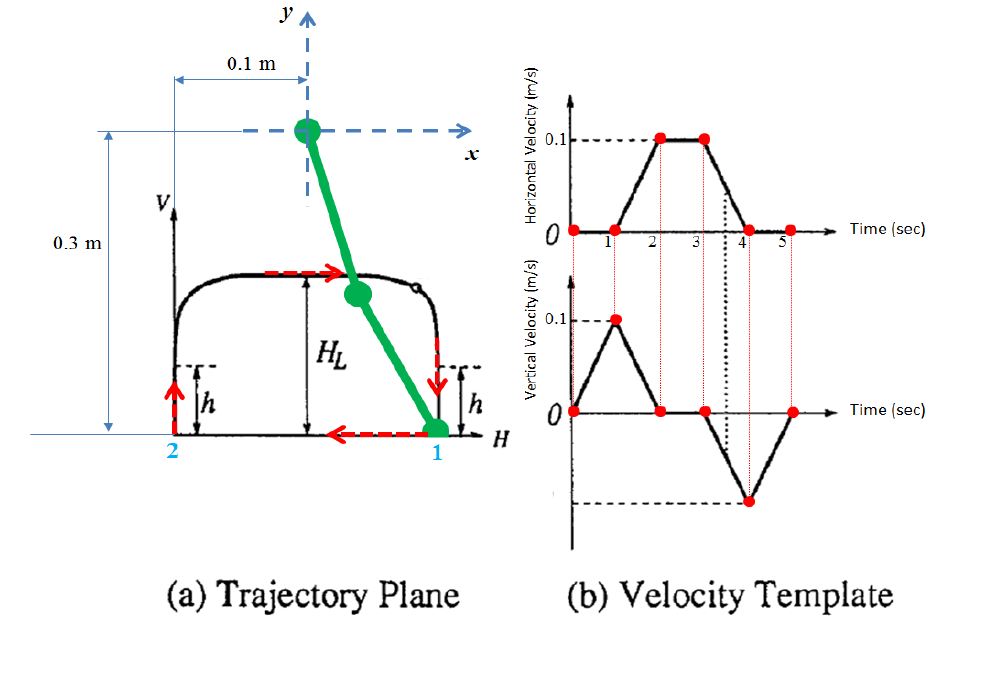 y
0.1 m
x
V
0.3 m
H_L
h
h
H
2
1
(a) Trajectory Plane
Horizontal Velocity (m/s)
0.1
0
1
2
3
4
5
Time (sec)
Vertical Velocity (m/s)
0.1
0
Time (sec)
(b) Velocity Template